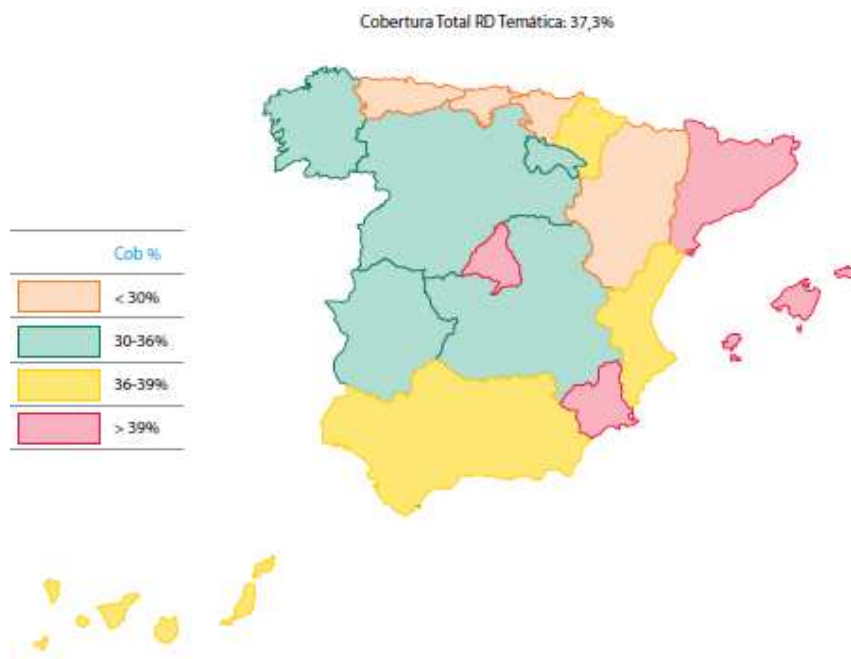 Cobertura Total RD Temática: 37,3%
Cob %
< 30%
30-36%
36-39%
> 39%